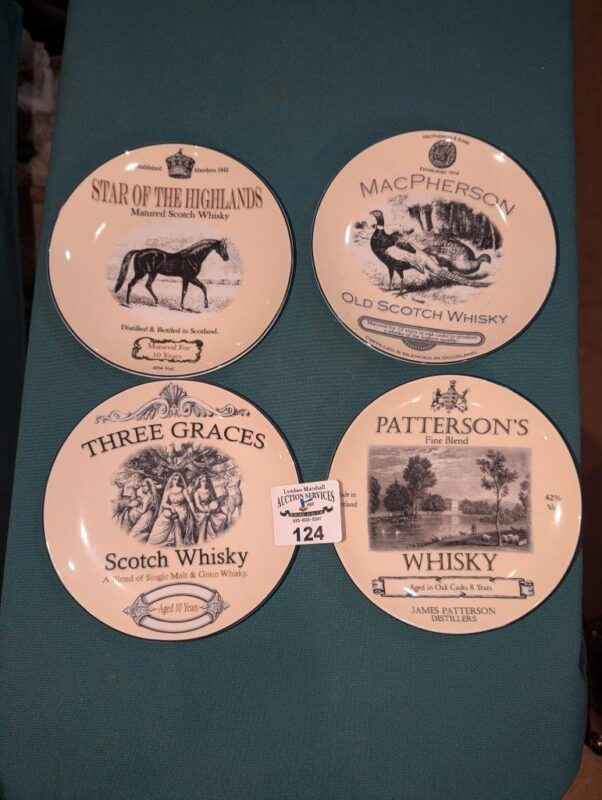 Established Aberdeen
STAR OF THE HIGHLANDS
Matured Scotch Whisky
Distilled & Bottled in Scotland.
Matured For
10 Years
MACPHERSON
OLD SCOTCH WHISKY
THREE GRACES
Scotch Whisky
A Blend of Single Malt & Grain Whisky.
Aged 10 Years
Lynden Marshall
AUCTION SERVICES
124
PATTERSON'S
Fine Blend
42%
WHISKY
Aged in Oak Casks 8 Years
JAMES PATTERSON
DISTILLERS